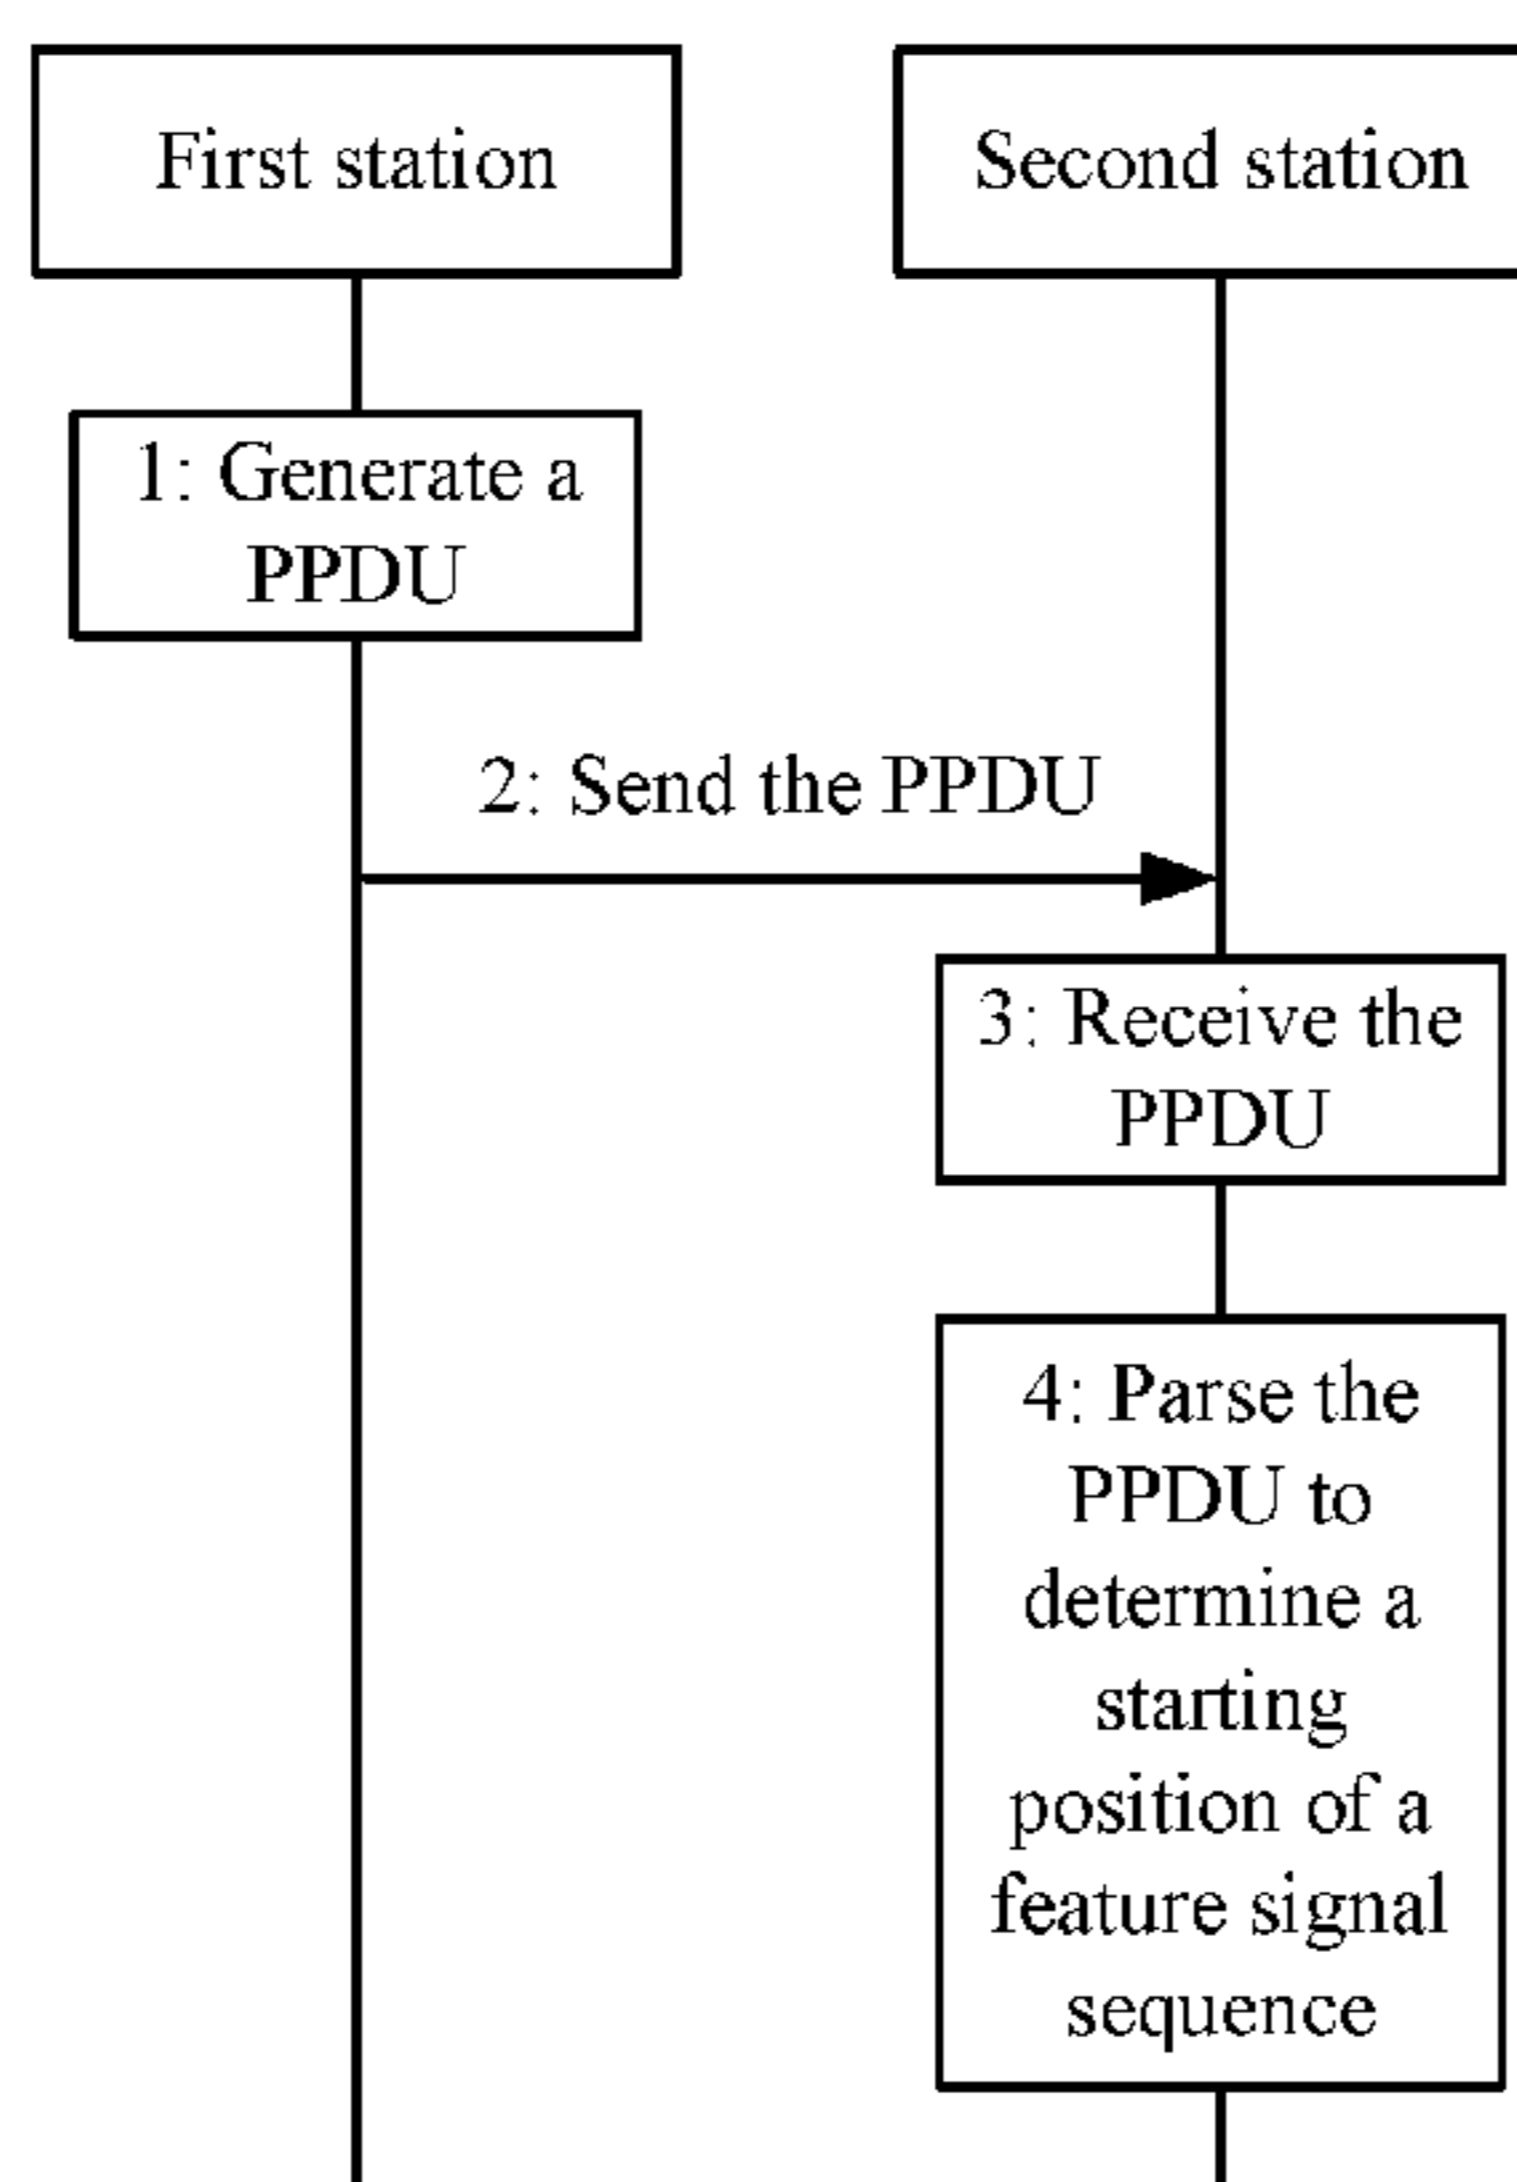 First station
Second station
1: Generate a
PPDU
2: Send the PPDU
3: Receive the
PPDU
4: Parse the
PPDU to
determine a
starting
position of a
feature signal
sequence